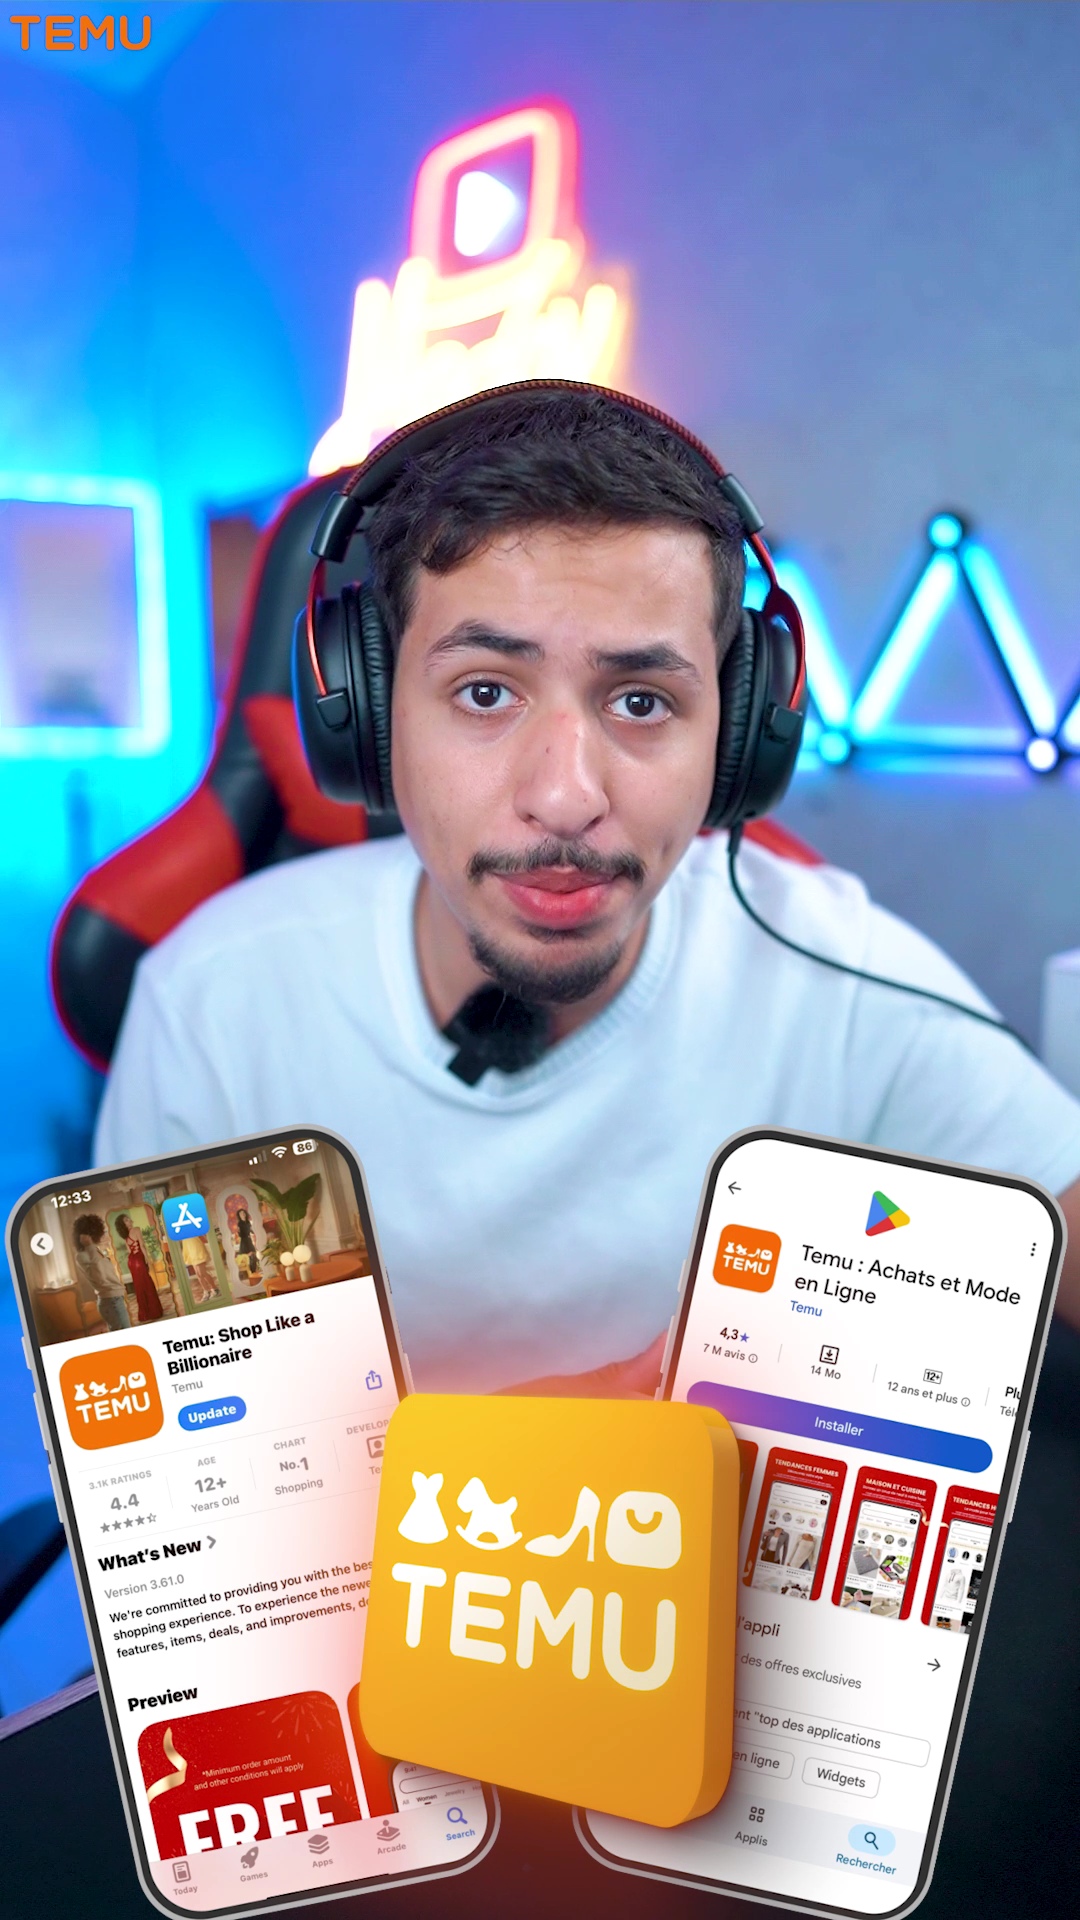 TEMU
12:33
86
Temu: Shop Like a
Billionaire
Temu
Update
TEMU
3.1K RATINGS
4.4
AGE
12+
Years Old
CHART
No.1
Shopping
What's New
Version 3.61.0
We're committed to providing you with the bes
shopping experience. To experience the newe
features, items, deals, and improvements, do
Preview
*Minimum order amount
and other conditions will apply
FREE
Women
Today
Games
Apps
Arcade
Search
TEMU
TEMU
Temu : Achats et Mode
en Ligne
Temu
4,3★
7 M avis
14 Mo
12+
12 ans et plus
Plu
Télé
Installer
TENDANCES FEMMES
MAISON ET CUISINE
TENDANCES H
l'appli
des offres exclusives
ent "top des applications
en ligne
Widgets
Applis
Rechercher